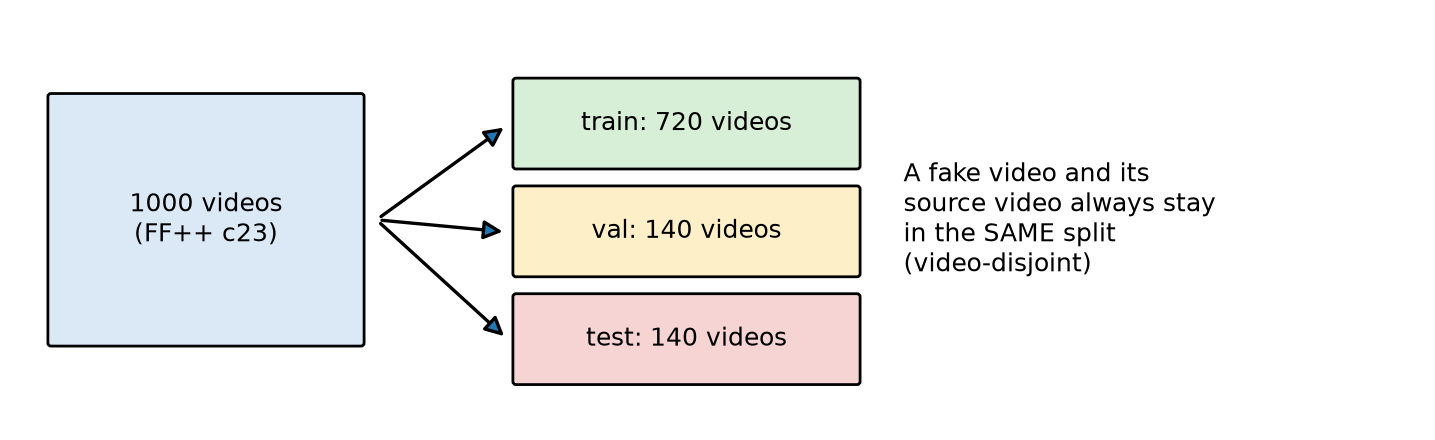 1000 videos
(FF++ c23)
train: 720 videos
val: 140 videos
test: 140 videos
A fake video and its
source video always stay
in the SAME split
(video-disjoint)